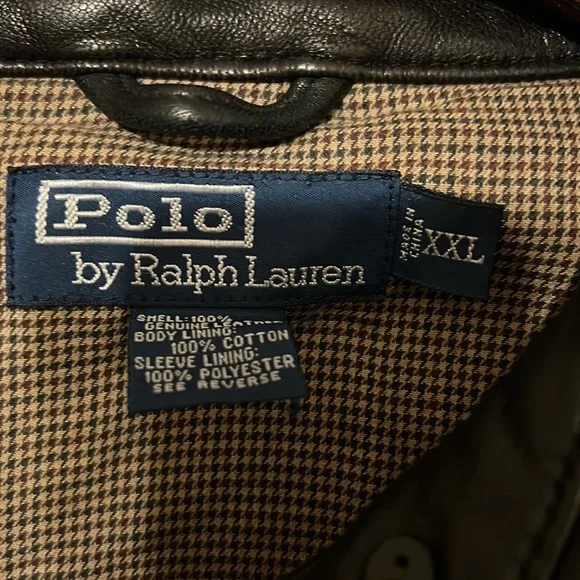 Polo
by Ralph Lauren
MADE IN
CHINA
XXL
SHELL: 100%
GENUINE LEATHER
BODY LINING:
100% COTTON
SLEEVE LINING:
100% POLYESTER
SEE REVERSE